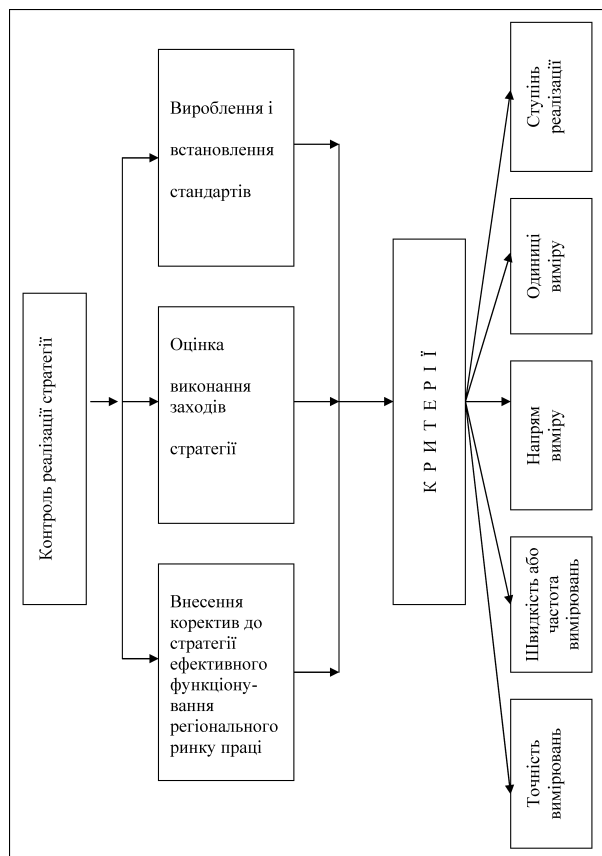 Контроль реалізації стратегії
Вироблення і
встановлення
стандартів
Оцінка
виконання
заходів
стратегії
Внесення
коректив до
стратегії
ефективного
функціону-
вання
регіонального
ринку праці
К Р И Т Е Р І Ї
Ступінь
реалізації
Одиниці
виміру
Напрям
виміру
Швидкість або
частота
вимірювань
Точність
вимірювань